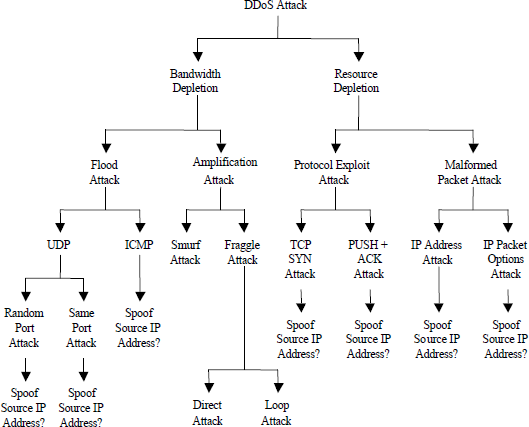 DDoS Attack
Bandwidth
Depletion
Resource
Depletion
Flood
Attack
Amplification
Attack
Protocol Exploit
Attack
Malformed
Packet Attack
UDP
ICMP
Smurf
Attack
Fraggle
Attack
TCP
SYN
Attack
PUSH +
ACK
Attack
IP Address
Attack
IP Packet
Options
Attack
Random
Port
Attack
Same
Port
Attack
Spoof
Source IP
Address?
Spoof
Source IP
Address?
Spoof
Source IP
Address?
Spoof
Source IP
Address?
Spoof
Source IP
Address?
Spoof
Source IP
Address?
Spoof
Source IP
Address?
Direct
Attack
Loop
Attack